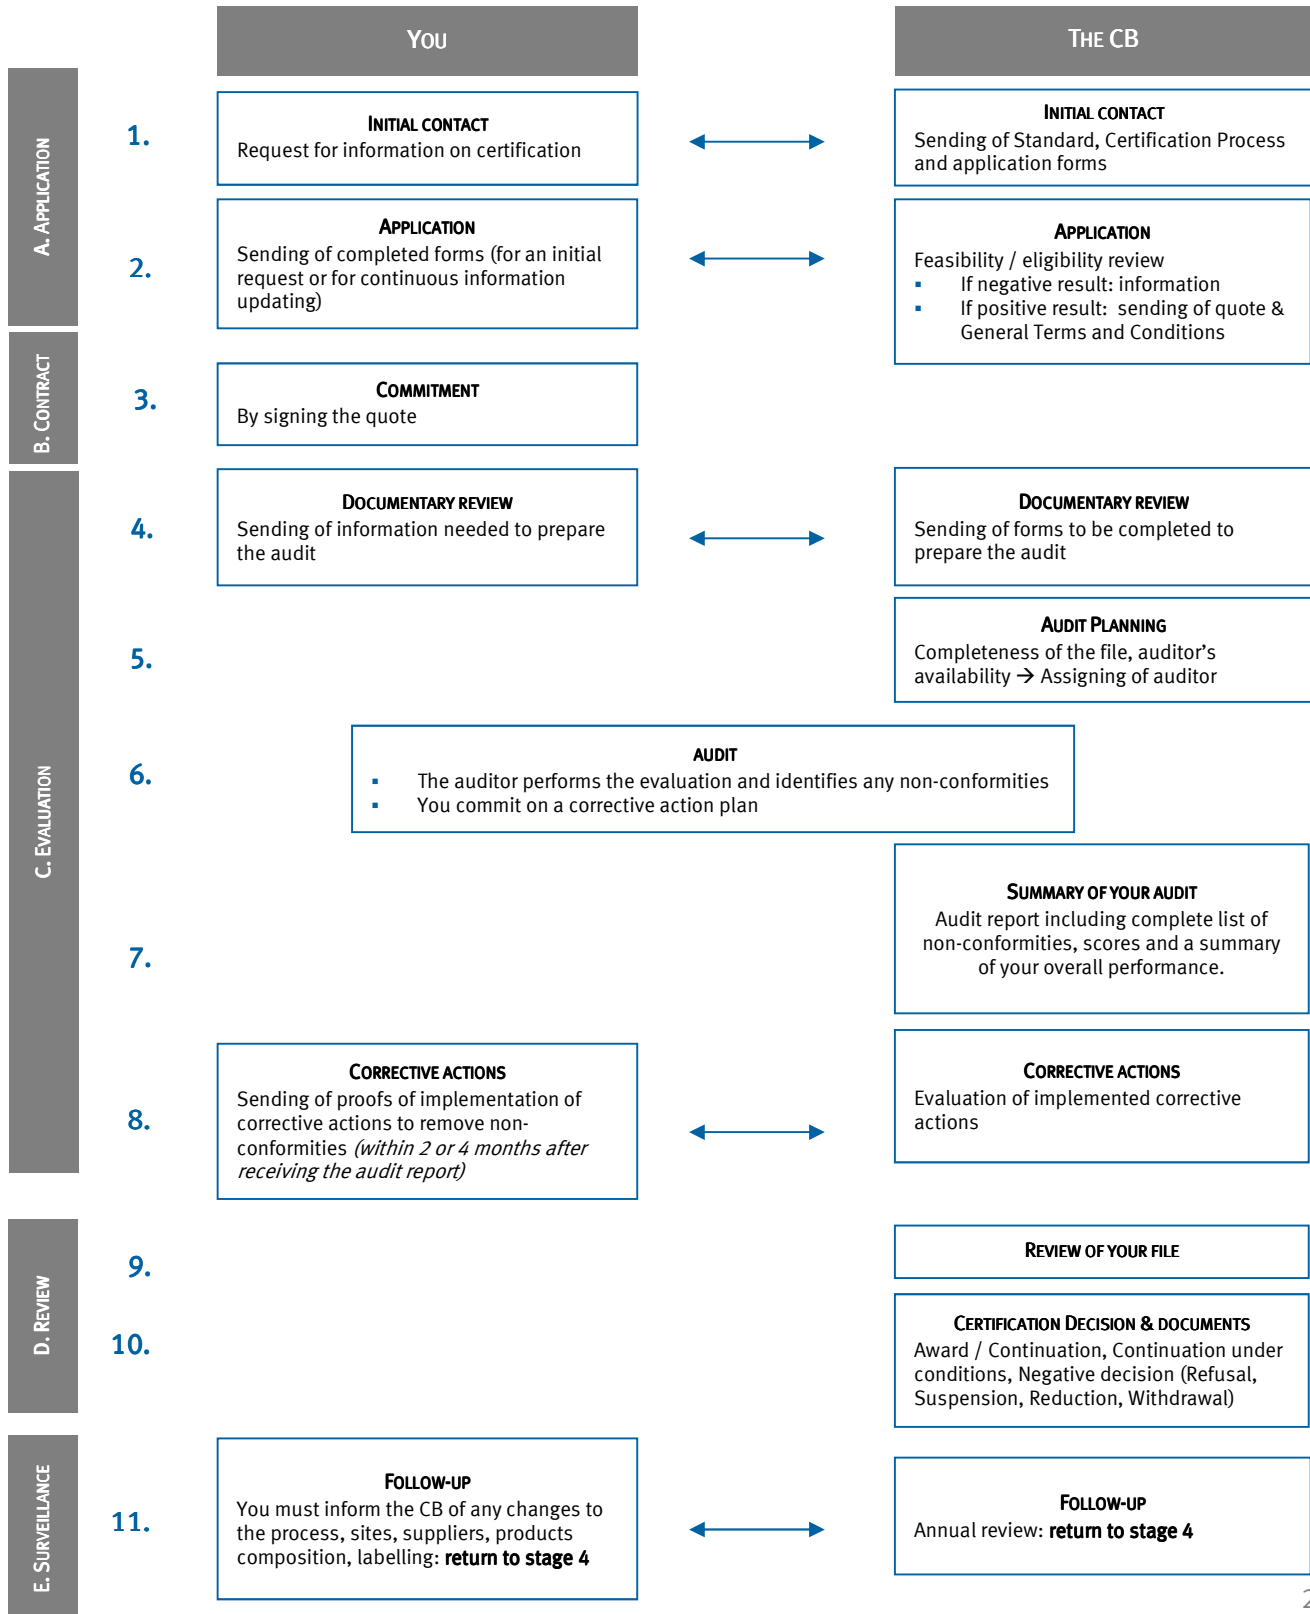 YOU
THE CB
A. APPLICATION
1.
INITIAL CONTACT
Request for information on certification
INITIAL CONTACT
Sending of Standard, Certification Process
and application forms
2.
APPLICATION
Sending of completed forms (for an initial
request or for continuous information
updating)
APPLICATION
Feasibility / eligibility review
▪ If negative result: information
▪ If positive result: sending of quote &
General Terms and Conditions
B. CONTRACT
3.
COMMITMENT
By signing the quote
C. EVALUATION
4.
DOCUMENTARY REVIEW
Sending of information needed to prepare
the audit
DOCUMENTARY REVIEW
Sending of forms to be completed to
prepare the audit
5.
AUDIT PLANNING
Completeness of the file, auditor's
availability → Assigning of auditor
6.
AUDIT
▪ The auditor performs the evaluation and identifies any non-conformities
▪ You commit on a corrective action plan
7.
SUMMARY OF YOUR AUDIT
Audit report including complete list of
non-conformities, scores and a summary
of your overall performance.
8.
CORRECTIVE ACTIONS
Sending of proofs of implementation of
corrective actions to remove non-
conformities (within 2 or 4 months after
receiving the audit report)
CORRECTIVE ACTIONS
Evaluation of implemented corrective
actions
D. REVIEW
9.
REVIEW OF YOUR FILE
10.
CERTIFICATION DECISION & DOCUMENTS
Award / Continuation, Continuation under
conditions, Negative decision (Refusal,
Suspension, Reduction, Withdrawal)
E. SURVEILLANCE
11.
FOLLOW-UP
You must inform the CB of any changes to
the process, sites, suppliers, products
composition, labelling: return to stage 4
FOLLOW-UP
Annual review: return to stage 4